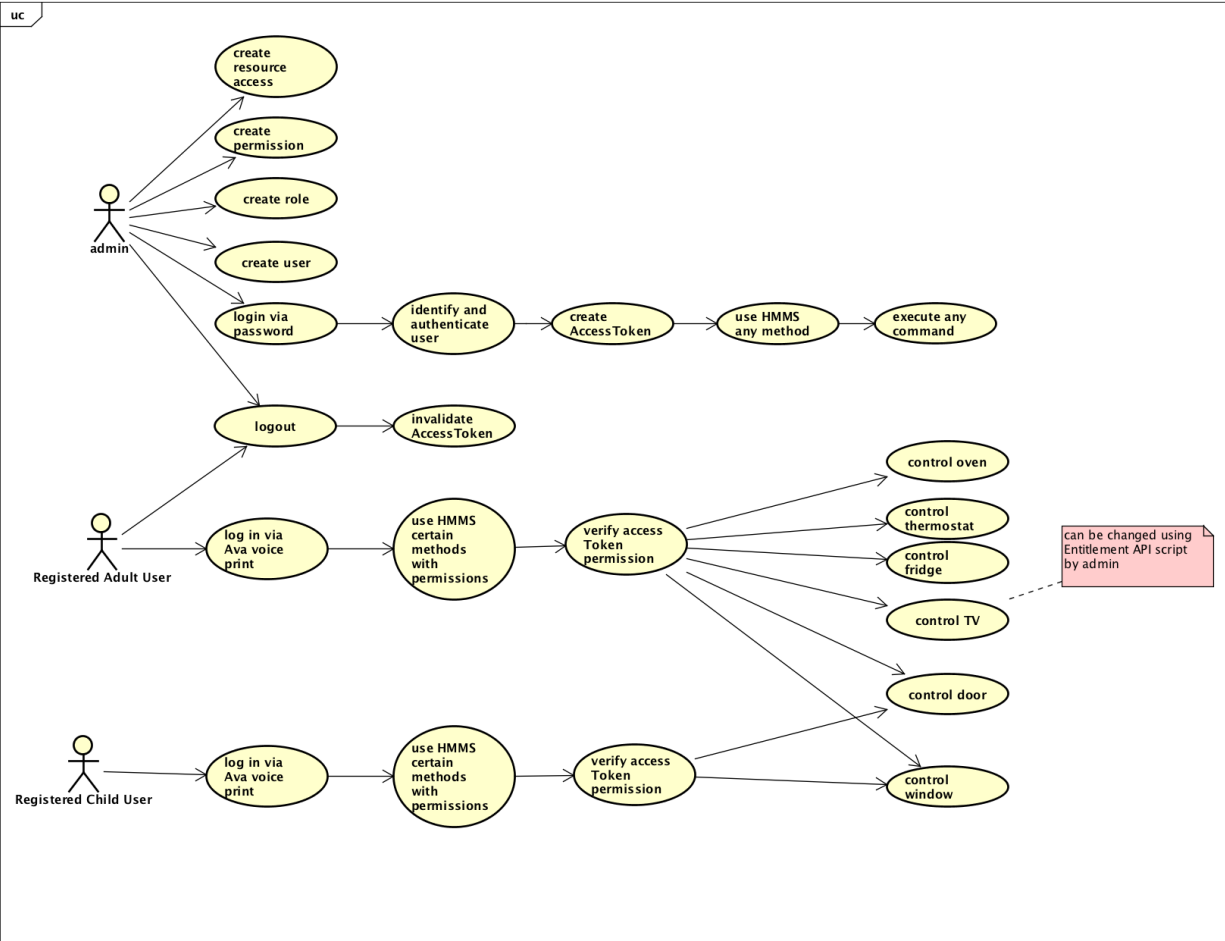 uc
create
resource
access
create
permission
create role
admin
create user
login via
password
identify and
authenticate
user
create
AccessToken
use HMMS
any method
execute any
command
logout
invalidate
AccessToken
control oven
Registered Adult User
log in via
Ava voice
print
use HMMS
certain
methods
with
permissions
verify access
Token
permission
control
thermostat
control
fridge
can be changed using
Entitlement API script
by admin
control TV
control door
Registered Child User
log in via
Ava voice
print
use HMMS
certain
methods
with
permissions
verify access
Token
permission
control
window